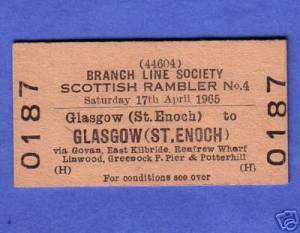 (44604)
BRANCH LINE SOCIETY
SCOTTISH RAMBLER No.4
Saturday 17th April 1965
Glasgow (St. Enoch) to
GLASGOW (ST. ENOCH)
via Govan, East Kilbride, Renfrew Wharf
Linwood, Greenock P. Pier & Potterhill
(H) (H)
For conditions see over
0187
0187